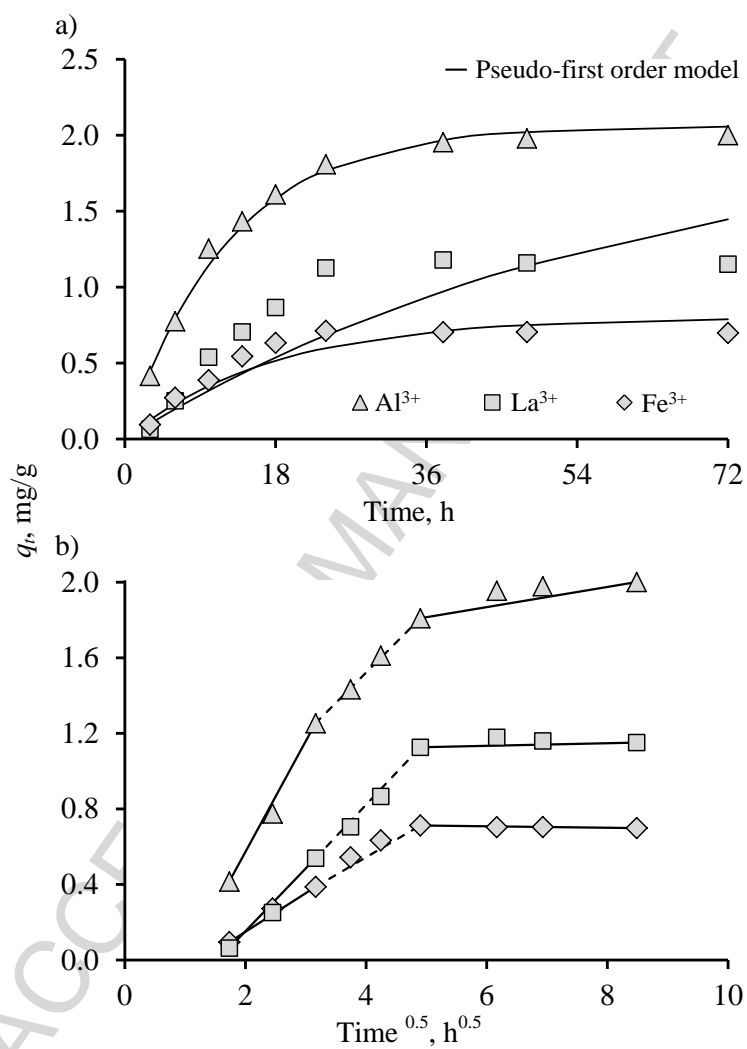 a)
2.5
2.0
1.5
1.0
0.5
0.0
— Pseudo-first order model
Al³⁺ La³⁺ Fe³⁺
0 18 36 54 72
Time, h
qₜ, mg/g
b)
2.0
1.6
1.2
0.8
0.4
0.0
0 2 4 6 8 10
Time ⁰·⁵, h⁰·⁵